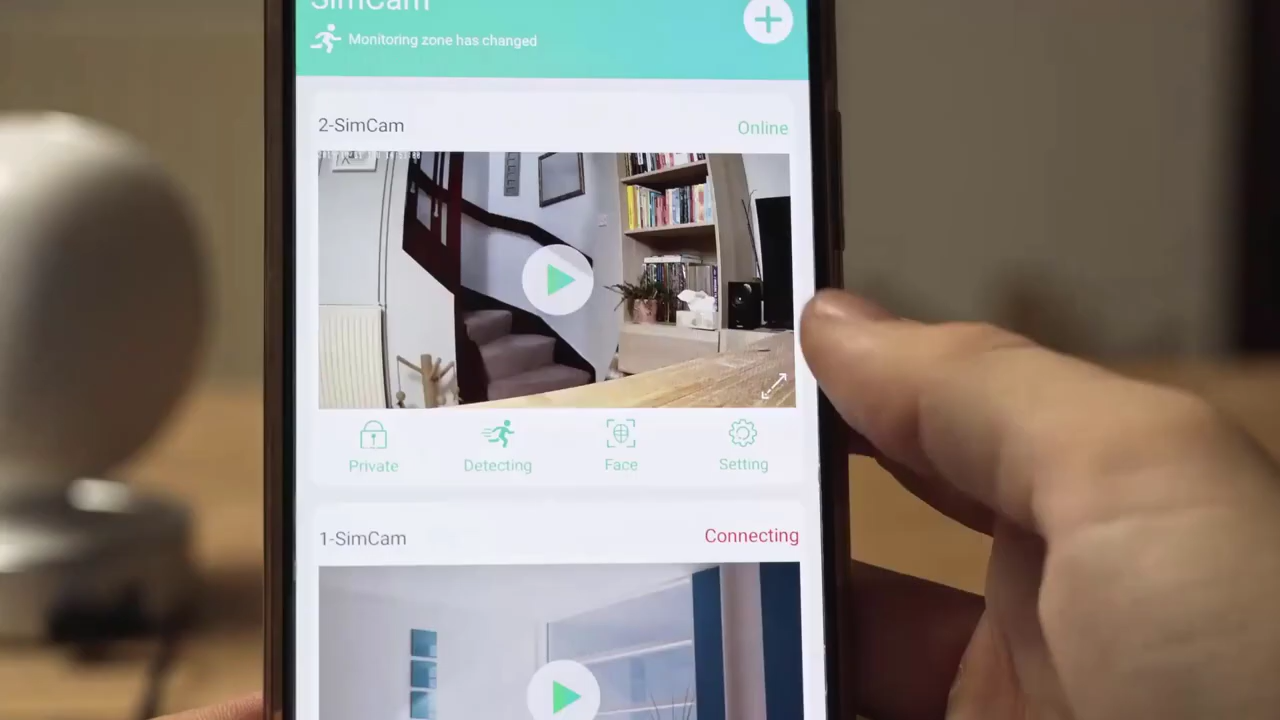 SimCam
Monitoring zone has changed
2-SimCam
Online
Private
Detecting
Face
Setting
1-SimCam
Connecting